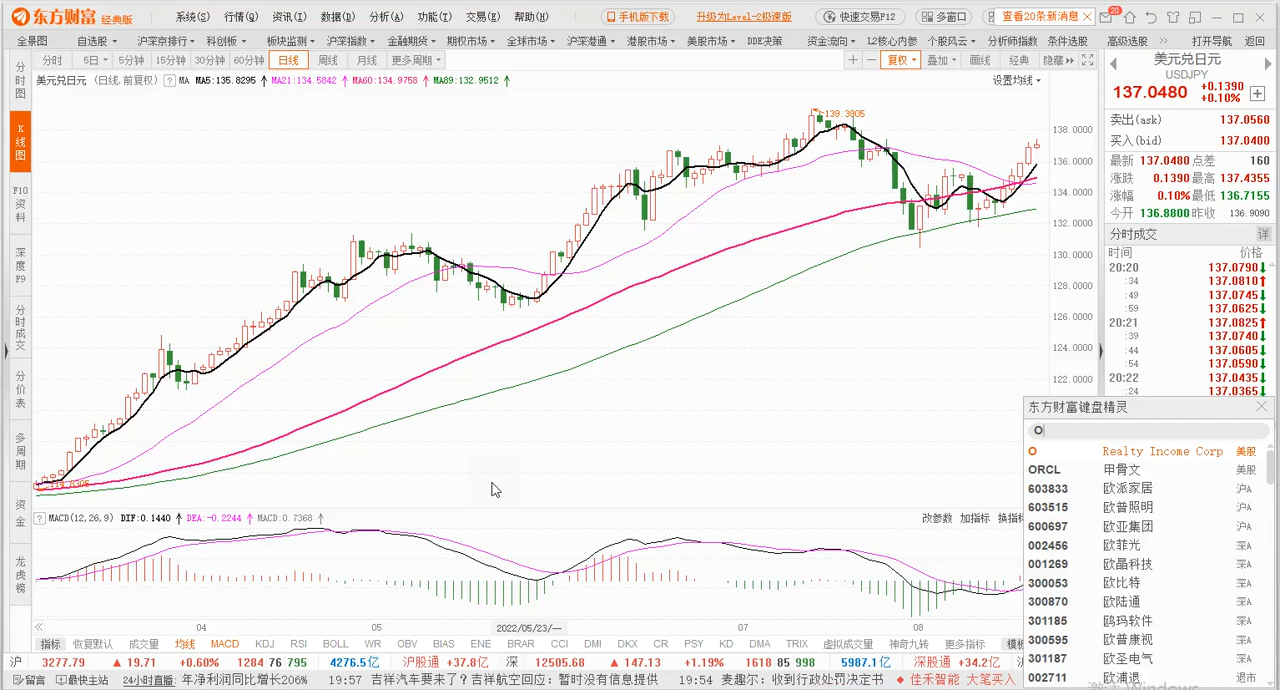 东方财富 经典版 系统(S) 行情(Q) 资讯(I) 数据(J) 分析(A) 功能(T) 交易(E) 帮助(H) 手机版下载 升级为Level-2极速版 快速交易F12 多窗口 查看20条新消息 20
全景图 自选股 沪深京排行 科创板 板块监测 沪深指数 金融期货 期权市场 全球市场 沪深港通 港股市场 美股市场 DDE决策 资金流向 L2核心内参 个股风云 分析师指数 条件选股 高级选股 打开导航 返回
分时 5日 5分钟 15分钟 30分钟 60分钟 日线 周线 月线 更多周期 复权 叠加 画线 经典 隐藏
美元兑日元 (日线.前复权) ? MA MA5:135.8295 MA21:134.5842 MA60:134.9758 MA89:132.9512 设置均线
分时图
K线图
F10资料
深度F9
分时成交
分价表
多周期
资金
龙虎榜
139.3905
138.0000
136.0000
134.0000
132.0000
130.0000
128.0000
126.0000
124.0000
122.0000
? MACD(12,26,9) DIF:0.1440 DEA:-0.2244 MACD:0.7368 改参数 加指标 换指标
04 05 2022/05/23/一 07 08
指标 恢复默认 成交量 均线 MACD KDJ RSI BOLL WR OBV BIAS ENE BRAR CCI DMI DKX CR PSY KD DMA TRIX 虚拟成交量 神奇九转 更多指标
美元兑日元
USDJPY
137.0480 +0.1390
+0.10%
卖出(ask) 137.0560
买入(bid) 137.0400
最新 137.0480 点差 160
涨跌 0.1390 最高 137.4355
涨幅 0.10% 最低 136.7155
今开 136.8800 昨收 136.9090
分时成交 详
时间 价格
20:20 137.0790
:34 137.0810
:49 137.0745
:59 137.0625
20:21 137.0825
:39 137.0740
:44 137.0605
:54 137.0590
20:22 137.0435
:24 137.0365
东方财富键盘精灵
O
O Realty Income Corp 美股
ORCL 甲骨文 美股
603833 欧派家居 沪A
603515 欧普照明 沪A
600697 欧亚集团 沪A
002456 欧菲光 深A
001269 欧晶科技 深A
300053 欧比特 深A
300870 欧陆通 深A
301185 鸥玛软件 深A
300595 欧普康视 深A
301187 欧圣电气 深A
002711 欧浦退 退市
沪 3277.79 19.71 +0.60% 1284 76 795 4276.5亿 沪股通 +37.8亿 深 12505.68 147.13 +1.19% 1618 85 998 5987.1亿 深股通 +34.2亿
留言 最快主站 24小时直播 年净利润同比增长206% 19:57 吉祥汽车要来了？吉祥航空回应：暂时没有信息提供 19:54 麦趣尔：收到行政处罚决定书 佳禾智能 大笔买入